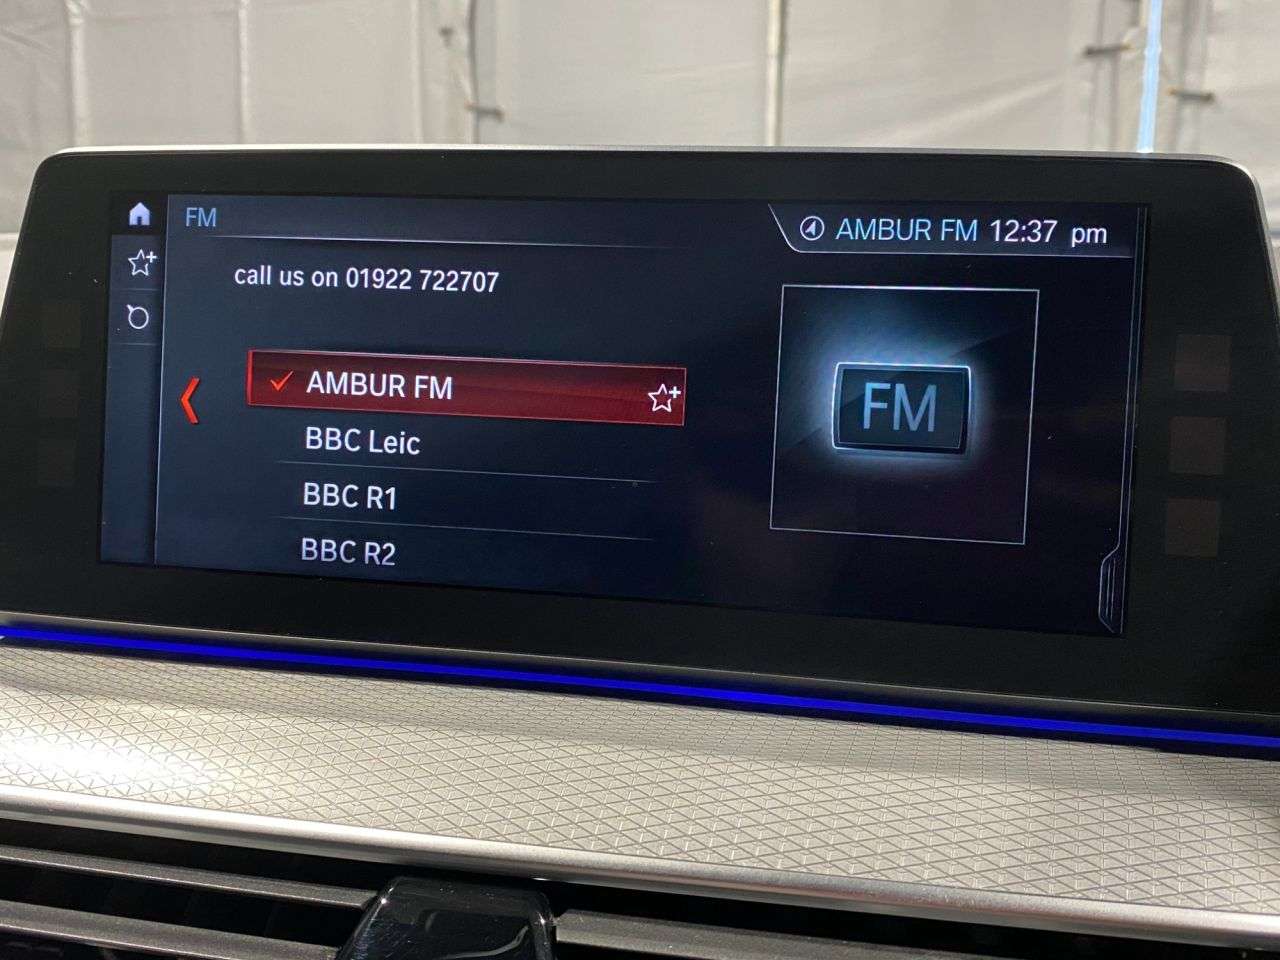 FM
AMBUR FM 12:37 pm
call us on 01922 722707
AMBUR FM
BBC Leic
BBC R1
BBC R2
FM